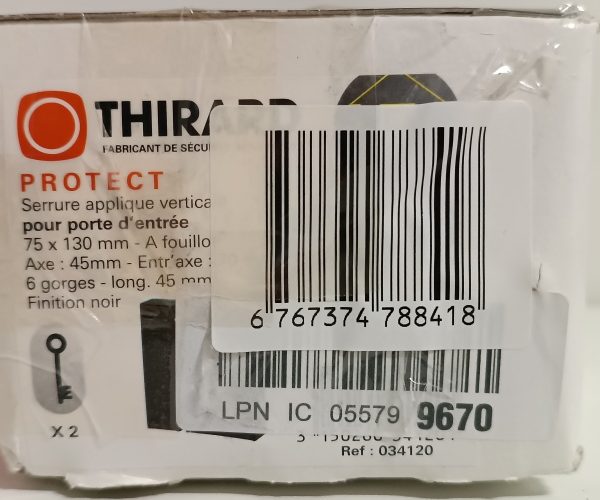 THIRARD
FABRICANT DE SÉCU
PROTECT
Serrure applique vertica
pour porte d'entrée
75 x 130 mm - A fouillo
Axe : 45mm - Entr'axe :
6 gorges - long. 45 mm
Finition noir
X 2
6 767374 788418
LPN IC 05579 9670
Ref : 034120